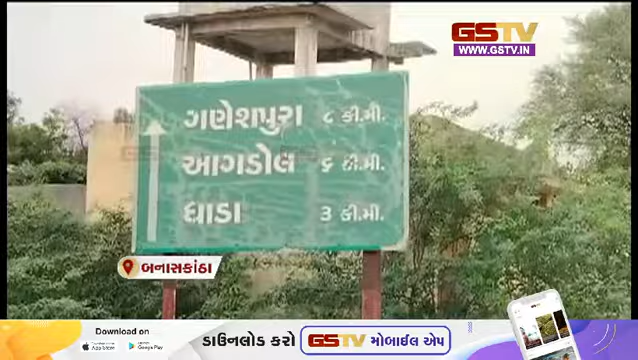 GSTV
WWW.GSTV.IN
ગણેશપુરા ૮ કી.મી.
આગડોલ ૬ કી.મી.
ધાડા ૩ કી.મી.
બનાસકાંઠા
Download on
App Store Google Play
ડાઉનલોડ કરો GSTV મોબાઈલ એપ